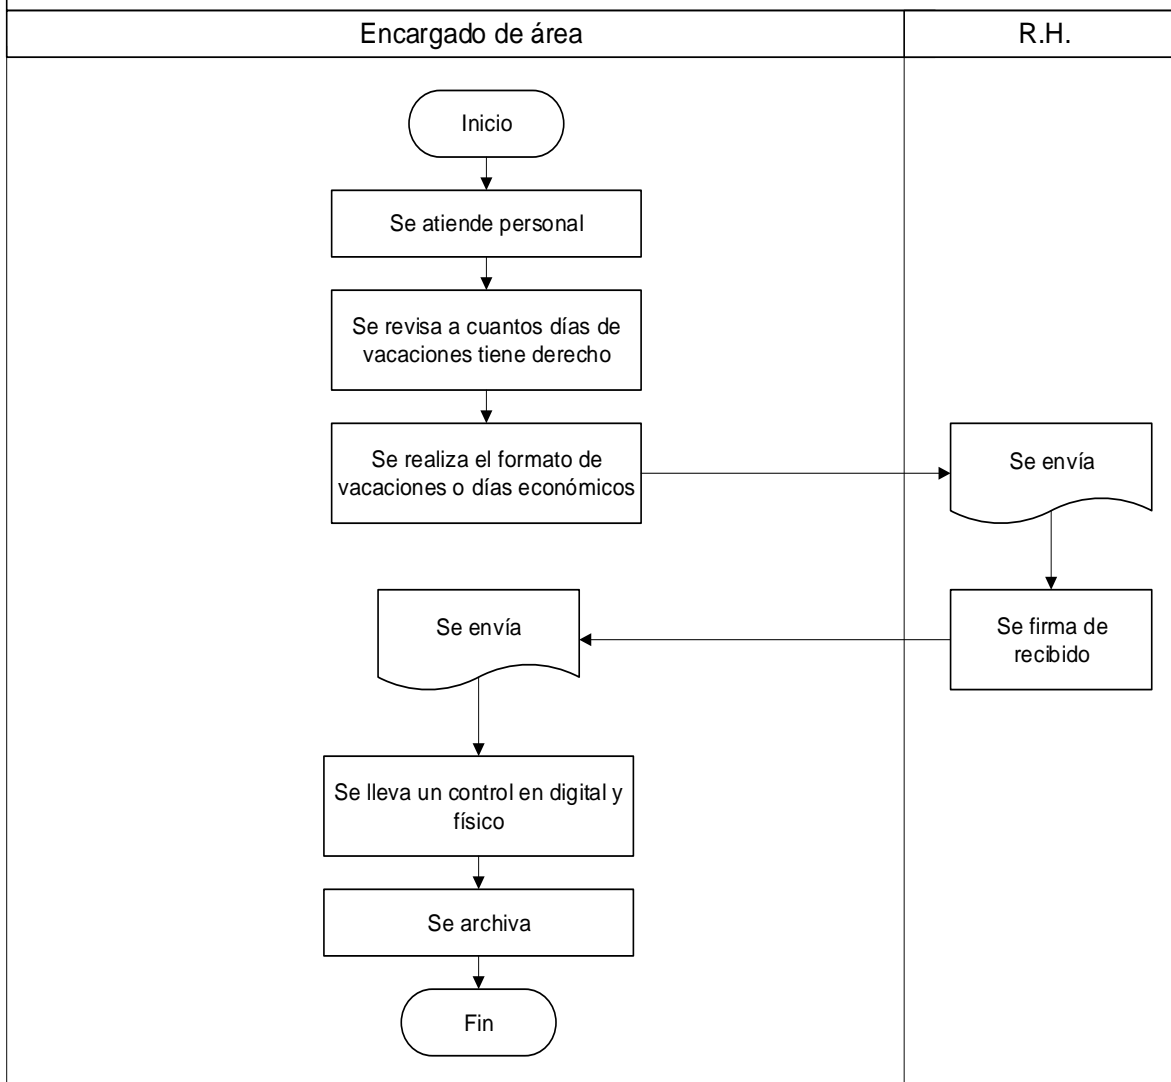 Encargado de área
R.H.
Inicio
Se atiende personal
Se revisa a cuantos días de
vacaciones tiene derecho
Se realiza el formato de
vacaciones o días económicos
Se envía
Se firma de
recibido
Se envía
Se lleva un control en digital y
físico
Se archiva
Fin